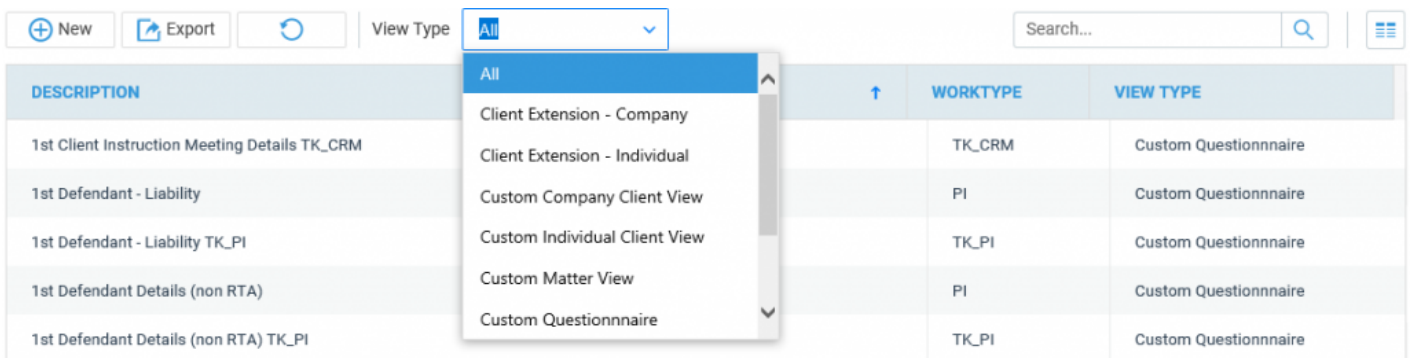 New Export View Type All Search...
All
DESCRIPTION WORKTYPE VIEW TYPE
Client Extension - Company
1st Client Instruction Meeting Details TK_CRM TK_CRM Custom Questionnnaire
Client Extension - Individual
1st Defendant - Liability PI Custom Questionnnaire
Custom Company Client View
1st Defendant - Liability TK_PI TK_PI Custom Questionnnaire
Custom Individual Client View
Custom Matter View
1st Defendant Details (non RTA) PI Custom Questionnnaire
Custom Questionnnaire
1st Defendant Details (non RTA) TK_PI TK_PI Custom Questionnnaire